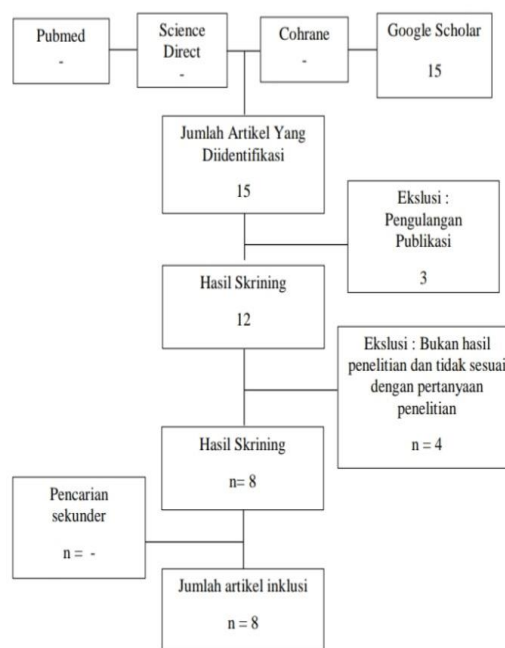 Pubmed
-
Science
Direct
-
Cohrane
-
Google Scholar
15
Jumlah Artikel Yang
Diidentifikasi
15
Ekslusi :
Pengulangan
Publikasi
3
Hasil Skrining
12
Ekslusi : Bukan hasil
penelitian dan tidak sesuai
dengan pertanyaan
penelitian
n = 4
Hasil Skrining
n= 8
Pencarian
sekunder
n = -
Jumlah artikel inklusi
n = 8